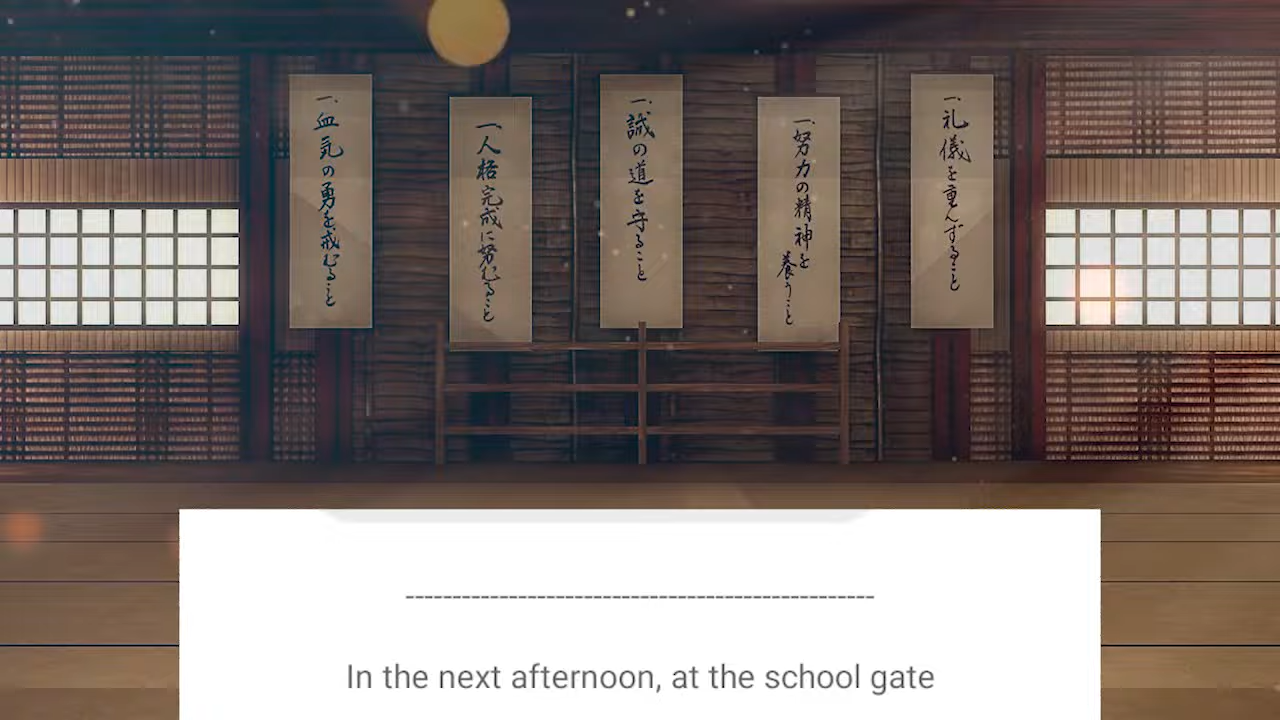 一、礼儀を重んずること
一、努力の精神を養うこと
一、誠の道を守ること
一、人格完成に努むること
一、血気の勇を戒むること
-------------------------------------------------
In the next afternoon, at the school gate